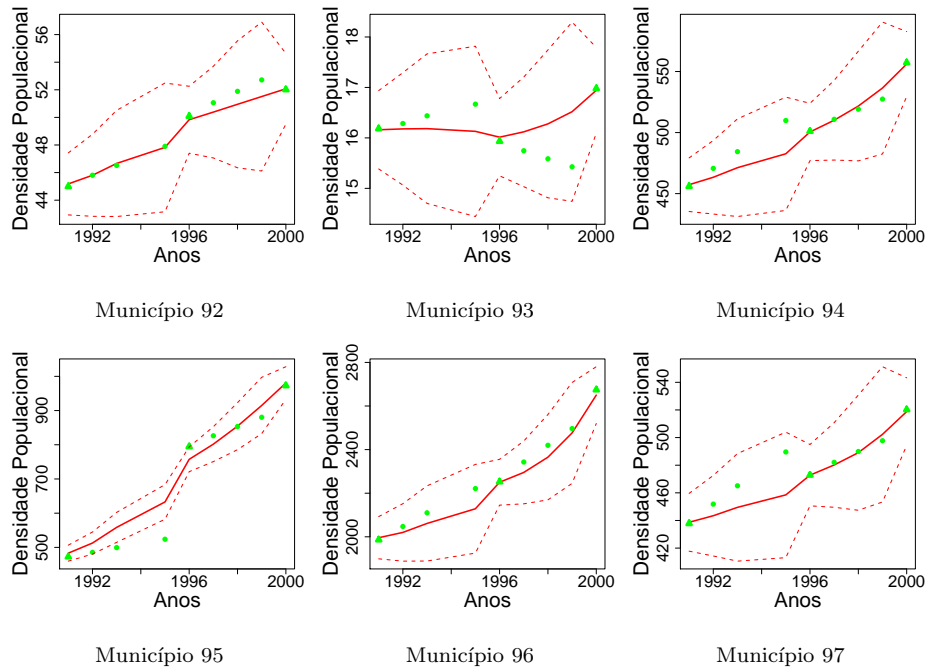 Densidade Populacional
44 48 52 56
1992 1996 2000
Anos
Município 92
Densidade Populacional
15 16 17 18
1992 1996 2000
Anos
Município 93
Densidade Populacional
450 500 550
1992 1996 2000
Anos
Município 94
Densidade Populacional
500 700 900
1992 1996 2000
Anos
Município 95
Densidade Populacional
2000 2400 2800
1992 1996 2000
Anos
Município 96
Densidade Populacional
420 460 500 540
1992 1996 2000
Anos
Município 97